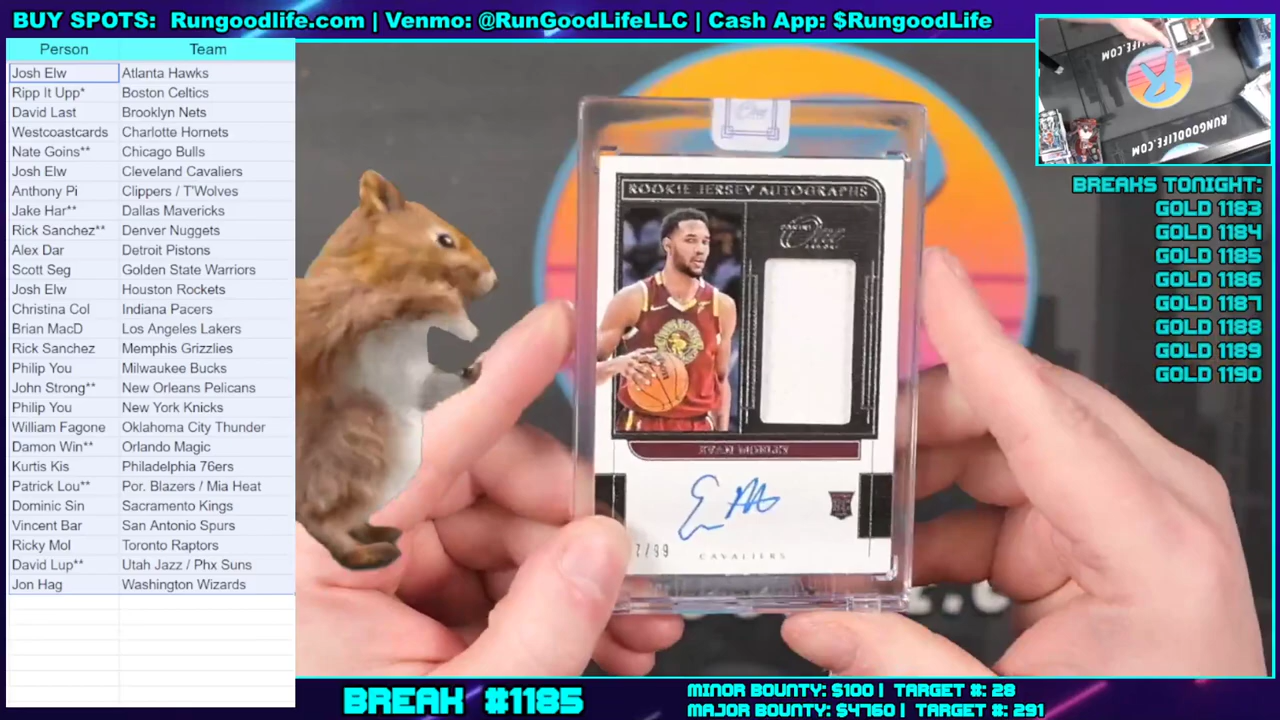 BUY SPOTS: Rungoodlife.com | Venmo: @RunGoodLifeLLC | Cash App: $RungoodLife
Person Team
Josh Elw Atlanta Hawks
Ripp It Upp* Boston Celtics
David Last Brooklyn Nets
Westcoastcards Charlotte Hornets
Nate Goins** Chicago Bulls
Josh Elw Cleveland Cavaliers
Anthony Pi Clippers / T'Wolves
Jake Har** Dallas Mavericks
Rick Sanchez** Denver Nuggets
Alex Dar Detroit Pistons
Scott Seg Golden State Warriors
Josh Elw Houston Rockets
Christina Col Indiana Pacers
Brian MacD Los Angeles Lakers
Rick Sanchez Memphis Grizzlies
Philip You Milwaukee Bucks
John Strong** New Orleans Pelicans
Philip You New York Knicks
William Fagone Oklahoma City Thunder
Damon Win** Orlando Magic
Kurtis Kis Philadelphia 76ers
Patrick Lou** Por. Blazers / Mia Heat
Dominic Sin Sacramento Kings
Vincent Bar San Antonio Spurs
Ricky Mol Toronto Raptors
David Lup** Utah Jazz / Phx Suns
Jon Hag Washington Wizards
One
ROOKIE JERSEY AUTOGRAPHS
PANINI
One
EVAN MOBLEY
/99
CAVALIERS
RUNGOODLIFE.COM
BREAKS TONIGHT:
GOLD 1183
GOLD 1184
GOLD 1185
GOLD 1186
GOLD 1187
GOLD 1188
GOLD 1189
GOLD 1190
BREAK #1185
MINOR BOUNTY: $100 | TARGET #: 28
MAJOR BOUNTY: $4760 | TARGET #: 291